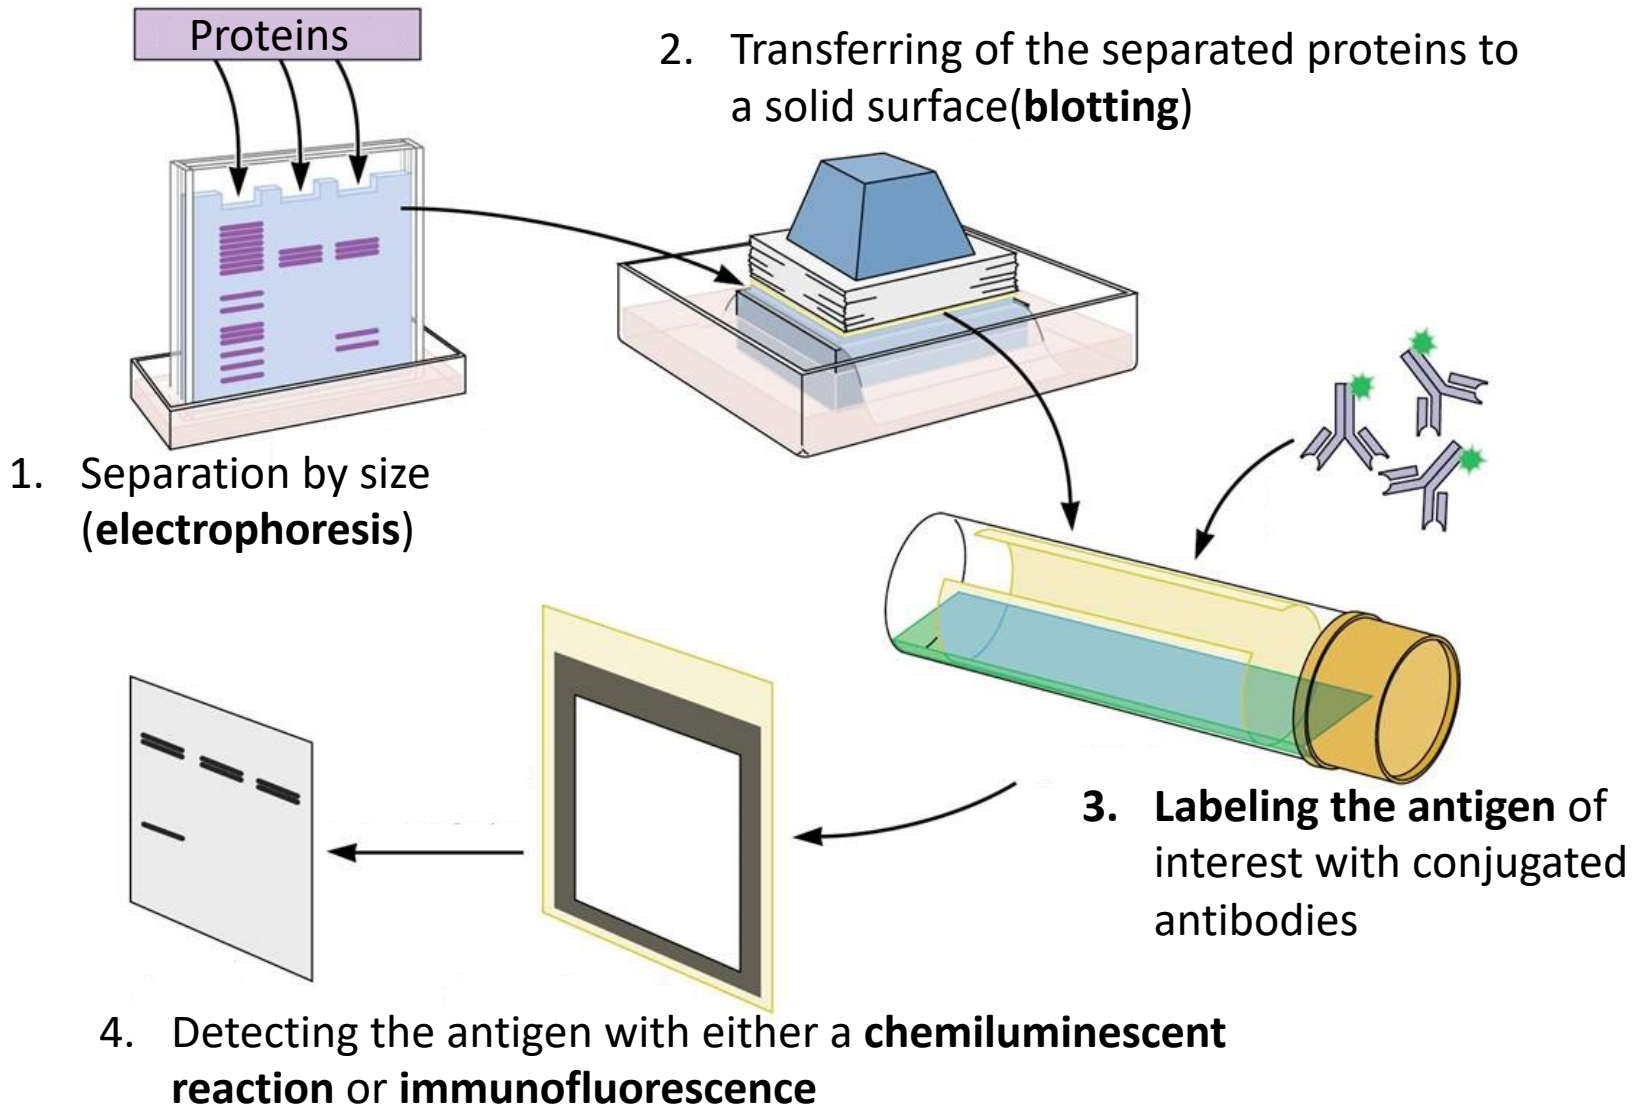 Proteins
2. Transferring of the separated proteins to
a solid surface(blotting)
1. Separation by size
(electrophoresis)
3. Labeling the antigen of
interest with conjugated
antibodies
4. Detecting the antigen with either a chemiluminescent
reaction or immunofluorescence